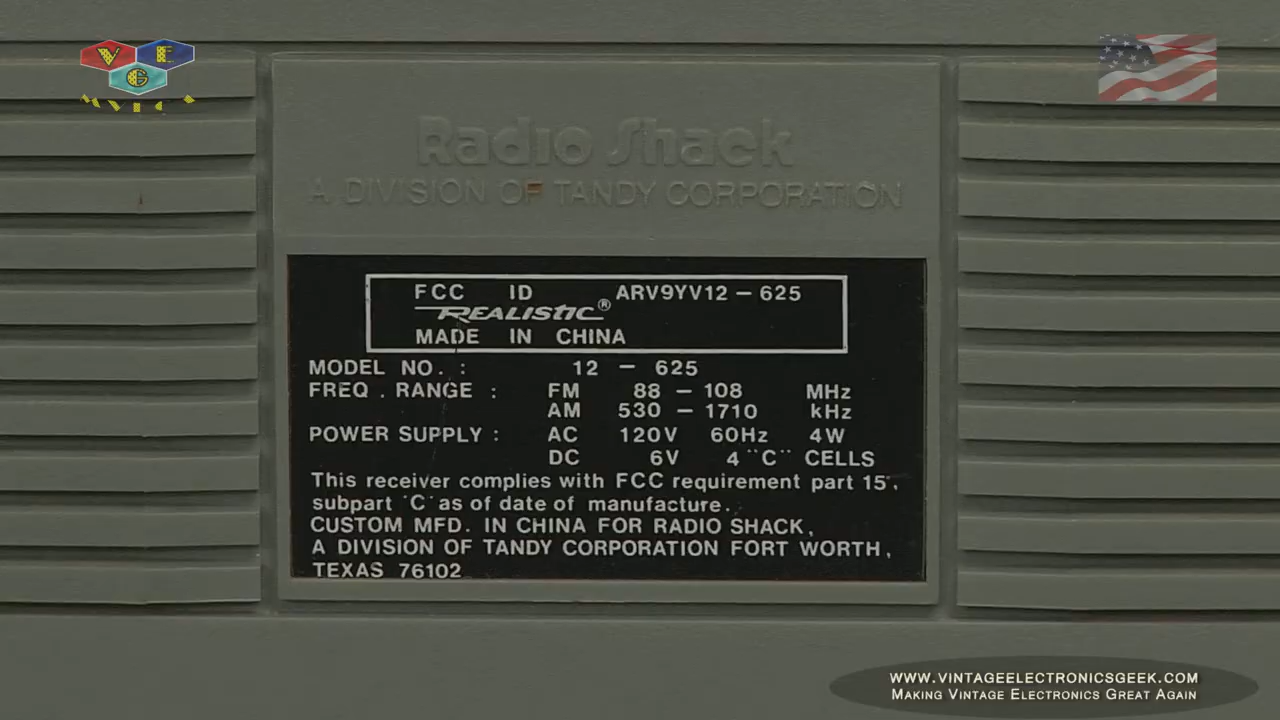 V E
G
Radio Shack
A DIVISION OF TANDY CORPORATION
FCC ID ARV9YV12-625
REALISTIC®
MADE IN CHINA
MODEL NO. : 12 - 625
FREQ. RANGE : FM 88 - 108 MHz
AM 530 - 1710 kHz
POWER SUPPLY : AC 120V 60Hz 4W
DC 6V 4 "C" CELLS
This receiver complies with FCC requirement part 15,
subpart 'C' as of date of manufacture.
CUSTOM MFD. IN CHINA FOR RADIO SHACK,
A DIVISION OF TANDY CORPORATION FORT WORTH,
TEXAS 76102
WWW.VINTAGEELECTRONICSGEEK.COM
MAKING VINTAGE ELECTRONICS GREAT AGAIN